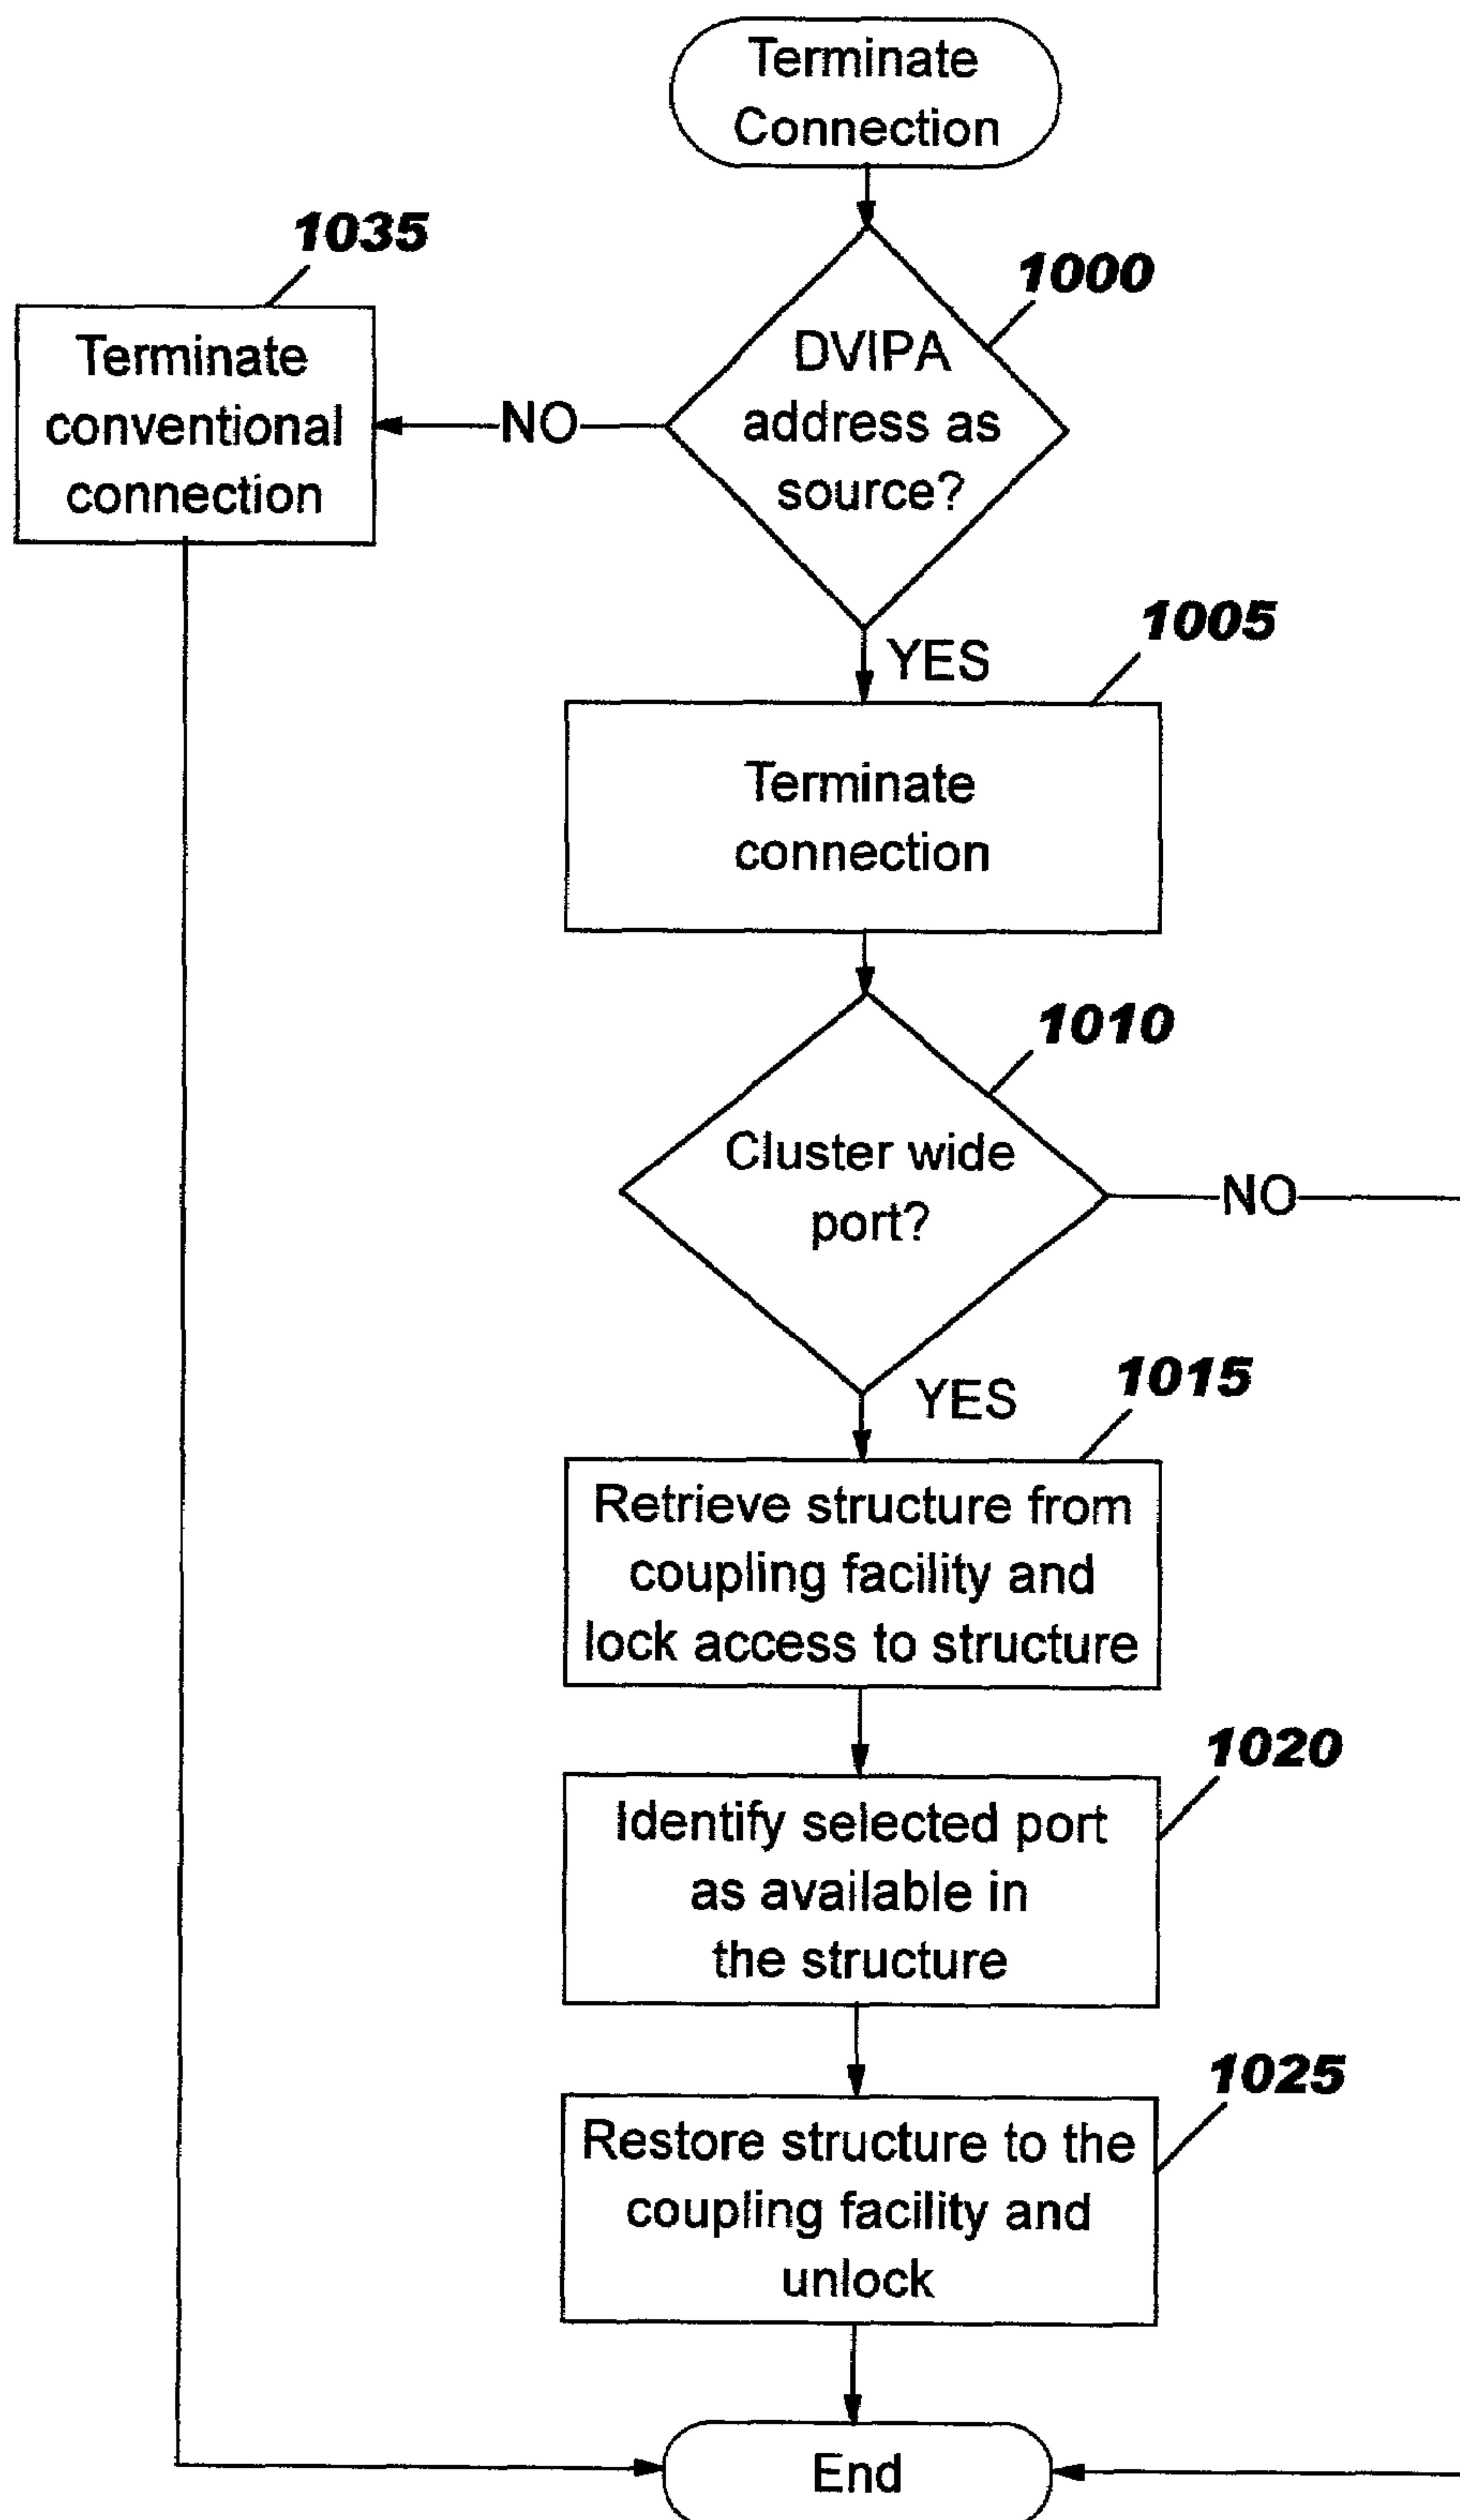 Terminate
Connection
1035
1000
Terminate
conventional
connection
NO
DVIPA
address as
source?
YES
1005
Terminate
connection
1010
Cluster wide
port?
NO
YES
1015
Retrieve structure from
coupling facility and
lock access to structure
1020
Identify selected port
as available in
the structure
1025
Restore structure to the
coupling facility and
unlock
End